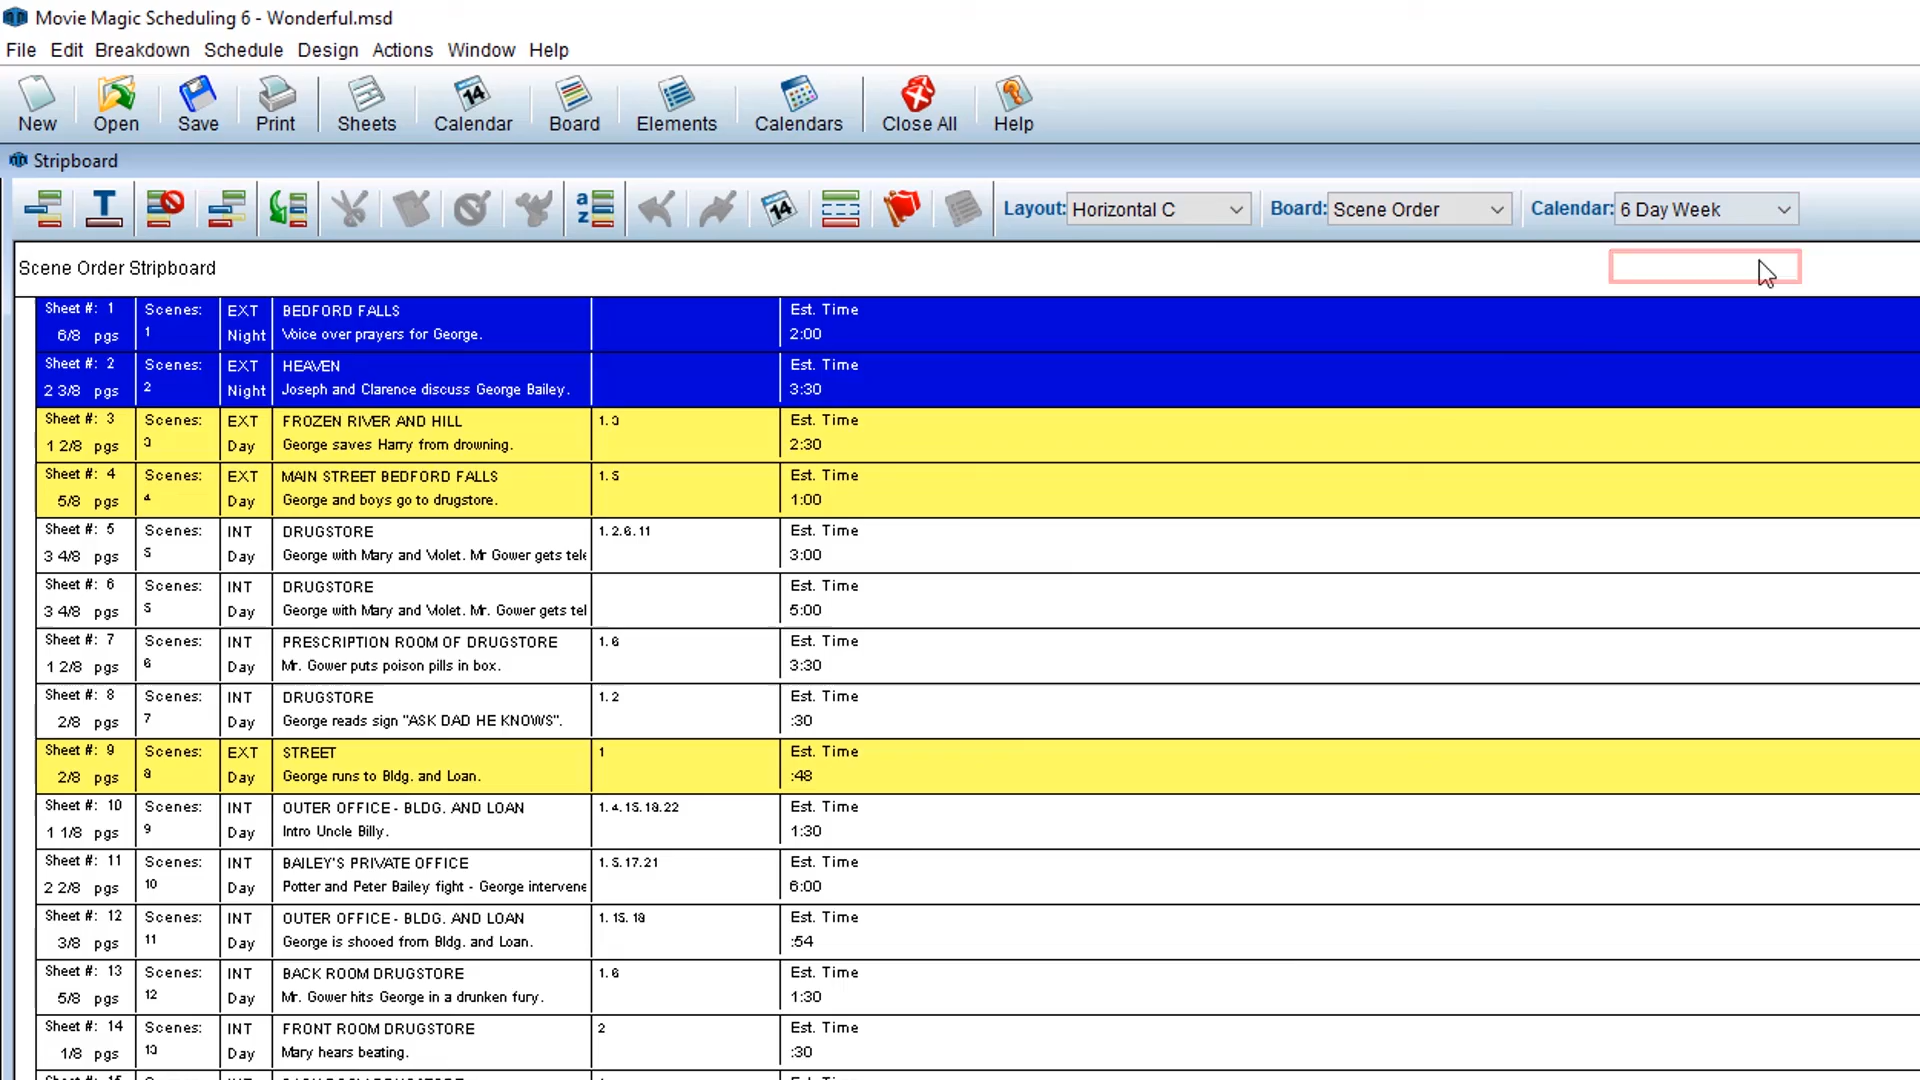 Movie Magic Scheduling 6 - Wonderful.msd
File Edit Breakdown Schedule Design Actions Window Help
New Open Save Print Sheets Calendar Board Elements Calendars Close All Help
Stripboard
Layout: Horizontal C Board: Scene Order Calendar: 6 Day Week
Scene Order Stripboard
Sheet #: 1 Scenes: EXT BEDFORD FALLS Est. Time
6/8 pgs 1 Night Voice over prayers for George. 2:00
Sheet #: 2 Scenes: EXT HEAVEN Est. Time
2 3/8 pgs 2 Night Joseph and Clarence discuss George Bailey. 3:30
Sheet #: 3 Scenes: EXT FROZEN RIVER AND HILL 1. 3 Est. Time
1 2/8 pgs 3 Day George saves Harry from drowning. 2:30
Sheet #: 4 Scenes: EXT MAIN STREET BEDFORD FALLS 1. 5 Est. Time
5/8 pgs 4 Day George and boys go to drugstore. 1:00
Sheet #: 5 Scenes: INT DRUGSTORE 1. 2. 6. 11 Est. Time
3 4/8 pgs 5 Day George with Mary and Violet. Mr Gower gets tele 3:00
Sheet #: 6 Scenes: INT DRUGSTORE Est. Time
3 4/8 pgs 5 Day George with Mary and Violet. Mr. Gower gets tel 5:00
Sheet #: 7 Scenes: INT PRESCRIPTION ROOM OF DRUGSTORE 1. 6 Est. Time
1 2/8 pgs 6 Day Mr. Gower puts poison pills in box. 3:30
Sheet #: 8 Scenes: INT DRUGSTORE 1. 2 Est. Time
2/8 pgs 7 Day George reads sign "ASK DAD HE KNOWS". :30
Sheet #: 9 Scenes: EXT STREET 1 Est. Time
2/8 pgs 8 Day George runs to Bldg. and Loan. :48
Sheet #: 10 Scenes: INT OUTER OFFICE - BLDG. AND LOAN 1. 4. 15. 18. 22 Est. Time
1 1/8 pgs 9 Day Intro Uncle Billy. 1:30
Sheet #: 11 Scenes: INT BAILEY'S PRIVATE OFFICE 1. 5. 17. 21 Est. Time
2 2/8 pgs 10 Day Potter and Peter Bailey fight - George intervene 6:00
Sheet #: 12 Scenes: INT OUTER OFFICE - BLDG. AND LOAN 1. 15. 18 Est. Time
3/8 pgs 11 Day George is shooed from Bldg. and Loan. :54
Sheet #: 13 Scenes: INT BACK ROOM DRUGSTORE 1. 6 Est. Time
5/8 pgs 12 Day Mr. Gower hits George in a drunken fury. 1:30
Sheet #: 14 Scenes: INT FRONT ROOM DRUGSTORE 2 Est. Time
1/8 pgs 13 Day Mary hears beating. :30